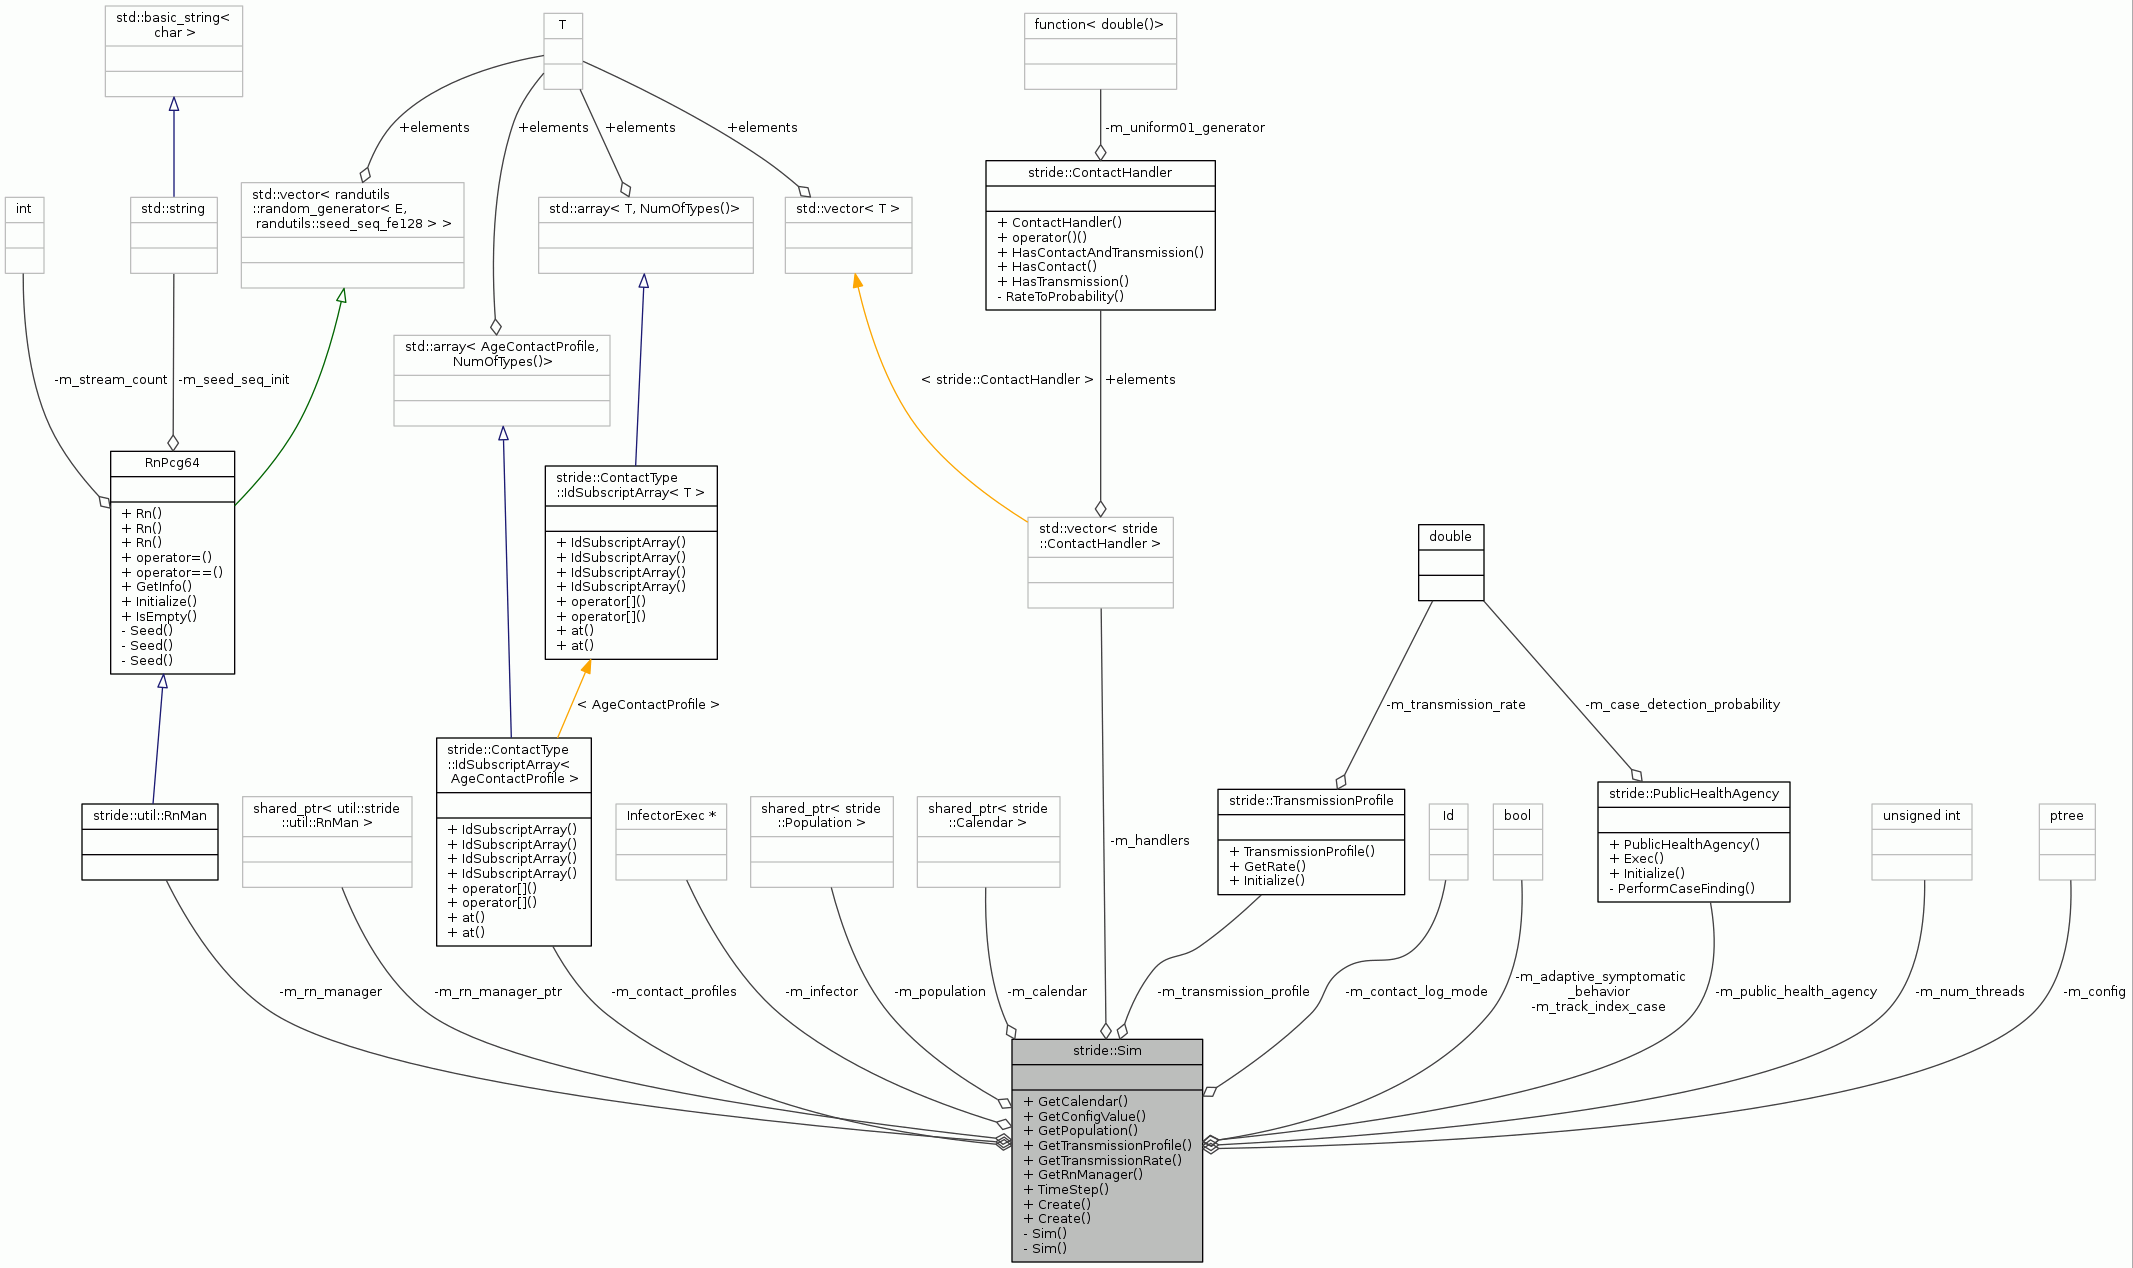 std::basic_string<
char >
T
function< double()>
+elements
+elements
+elements
+elements
-m_uniform01_generator
int
std::string
std::vector< randutils
::random_generator< E,
randutils::seed_seq_fe128 > >
std::array< T, NumOfTypes()>
std::vector< T >
stride::ContactHandler
+ ContactHandler()
+ operator()()
+ HasContactAndTransmission()
+ HasContact()
+ HasTransmission()
- RateToProbability()
std::array< AgeContactProfile,
NumOfTypes()>
-m_stream_count
-m_seed_seq_init
< stride::ContactHandler >
+elements
RnPcg64
+ Rn()
+ Rn()
+ Rn()
+ operator=()
+ operator==()
+ GetInfo()
+ Initialize()
+ IsEmpty()
- Seed()
- Seed()
- Seed()
stride::ContactType
::IdSubscriptArray< T >
+ IdSubscriptArray()
+ IdSubscriptArray()
+ IdSubscriptArray()
+ IdSubscriptArray()
+ operator[]()
+ operator[]()
+ at()
+ at()
std::vector< stride
::ContactHandler >
double
< AgeContactProfile >
-m_transmission_rate
-m_case_detection_probability
stride::util::RnMan
shared_ptr< util::stride
::util::RnMan >
stride::ContactType
::IdSubscriptArray<
AgeContactProfile >
+ IdSubscriptArray()
+ IdSubscriptArray()
+ IdSubscriptArray()
+ IdSubscriptArray()
+ operator[]()
+ operator[]()
+ at()
+ at()
InfectorExec *
shared_ptr< stride
::Population >
shared_ptr< stride
::Calendar >
-m_handlers
stride::TransmissionProfile
+ TransmissionProfile()
+ GetRate()
+ Initialize()
Id
bool
stride::PublicHealthAgency
+ PublicHealthAgency()
+ Exec()
+ Initialize()
- PerformCaseFinding()
unsigned int
ptree
-m_rn_manager
-m_rn_manager_ptr
-m_contact_profiles
-m_infector
-m_population
-m_calendar
-m_transmission_profile
-m_contact_log_mode
-m_adaptive_symptomatic
_behavior
-m_track_index_case
-m_public_health_agency
-m_num_threads
-m_config
stride::Sim
+ GetCalendar()
+ GetConfigValue()
+ GetPopulation()
+ GetTransmissionProfile()
+ GetTransmissionRate()
+ GetRnManager()
+ TimeStep()
+ Create()
+ Create()
- Sim()
- Sim()